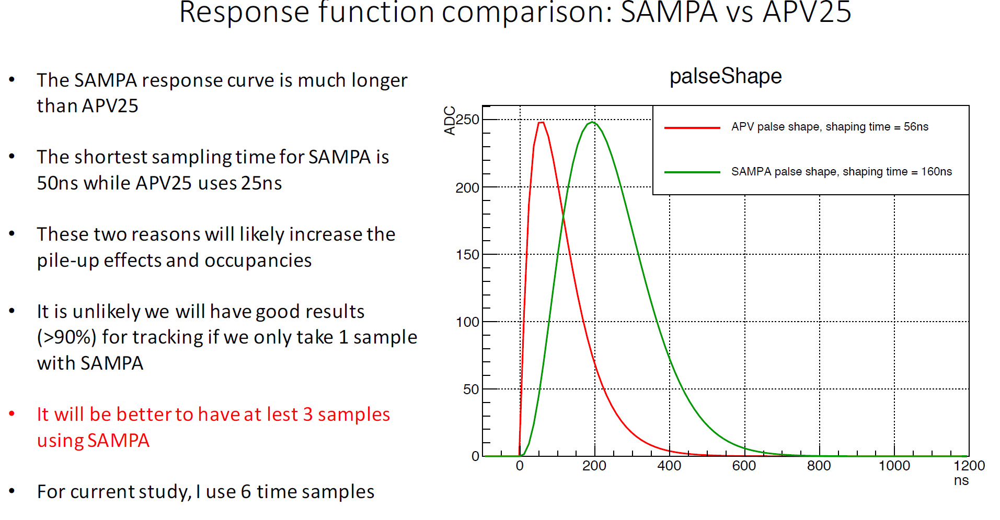 Response function comparison: SAMPA vs APV25
• The SAMPA response curve is much longer
than APV25
• The shortest sampling time for SAMPA is
50ns while APV25 uses 25ns
• These two reasons will likely increase the
pile-up effects and occupancies
• It is unlikely we will have good results
(>90%) for tracking if we only take 1 sample
with SAMPA
• It will be better to have at lest 3 samples
using SAMPA
• For current study, I use 6 time samples
palseShape
ADC
250
200
150
100
50
0
APV palse shape, shaping time = 56ns
SAMPA palse shape, shaping time = 160ns
0 200 400 600 800 1000 1200
ns